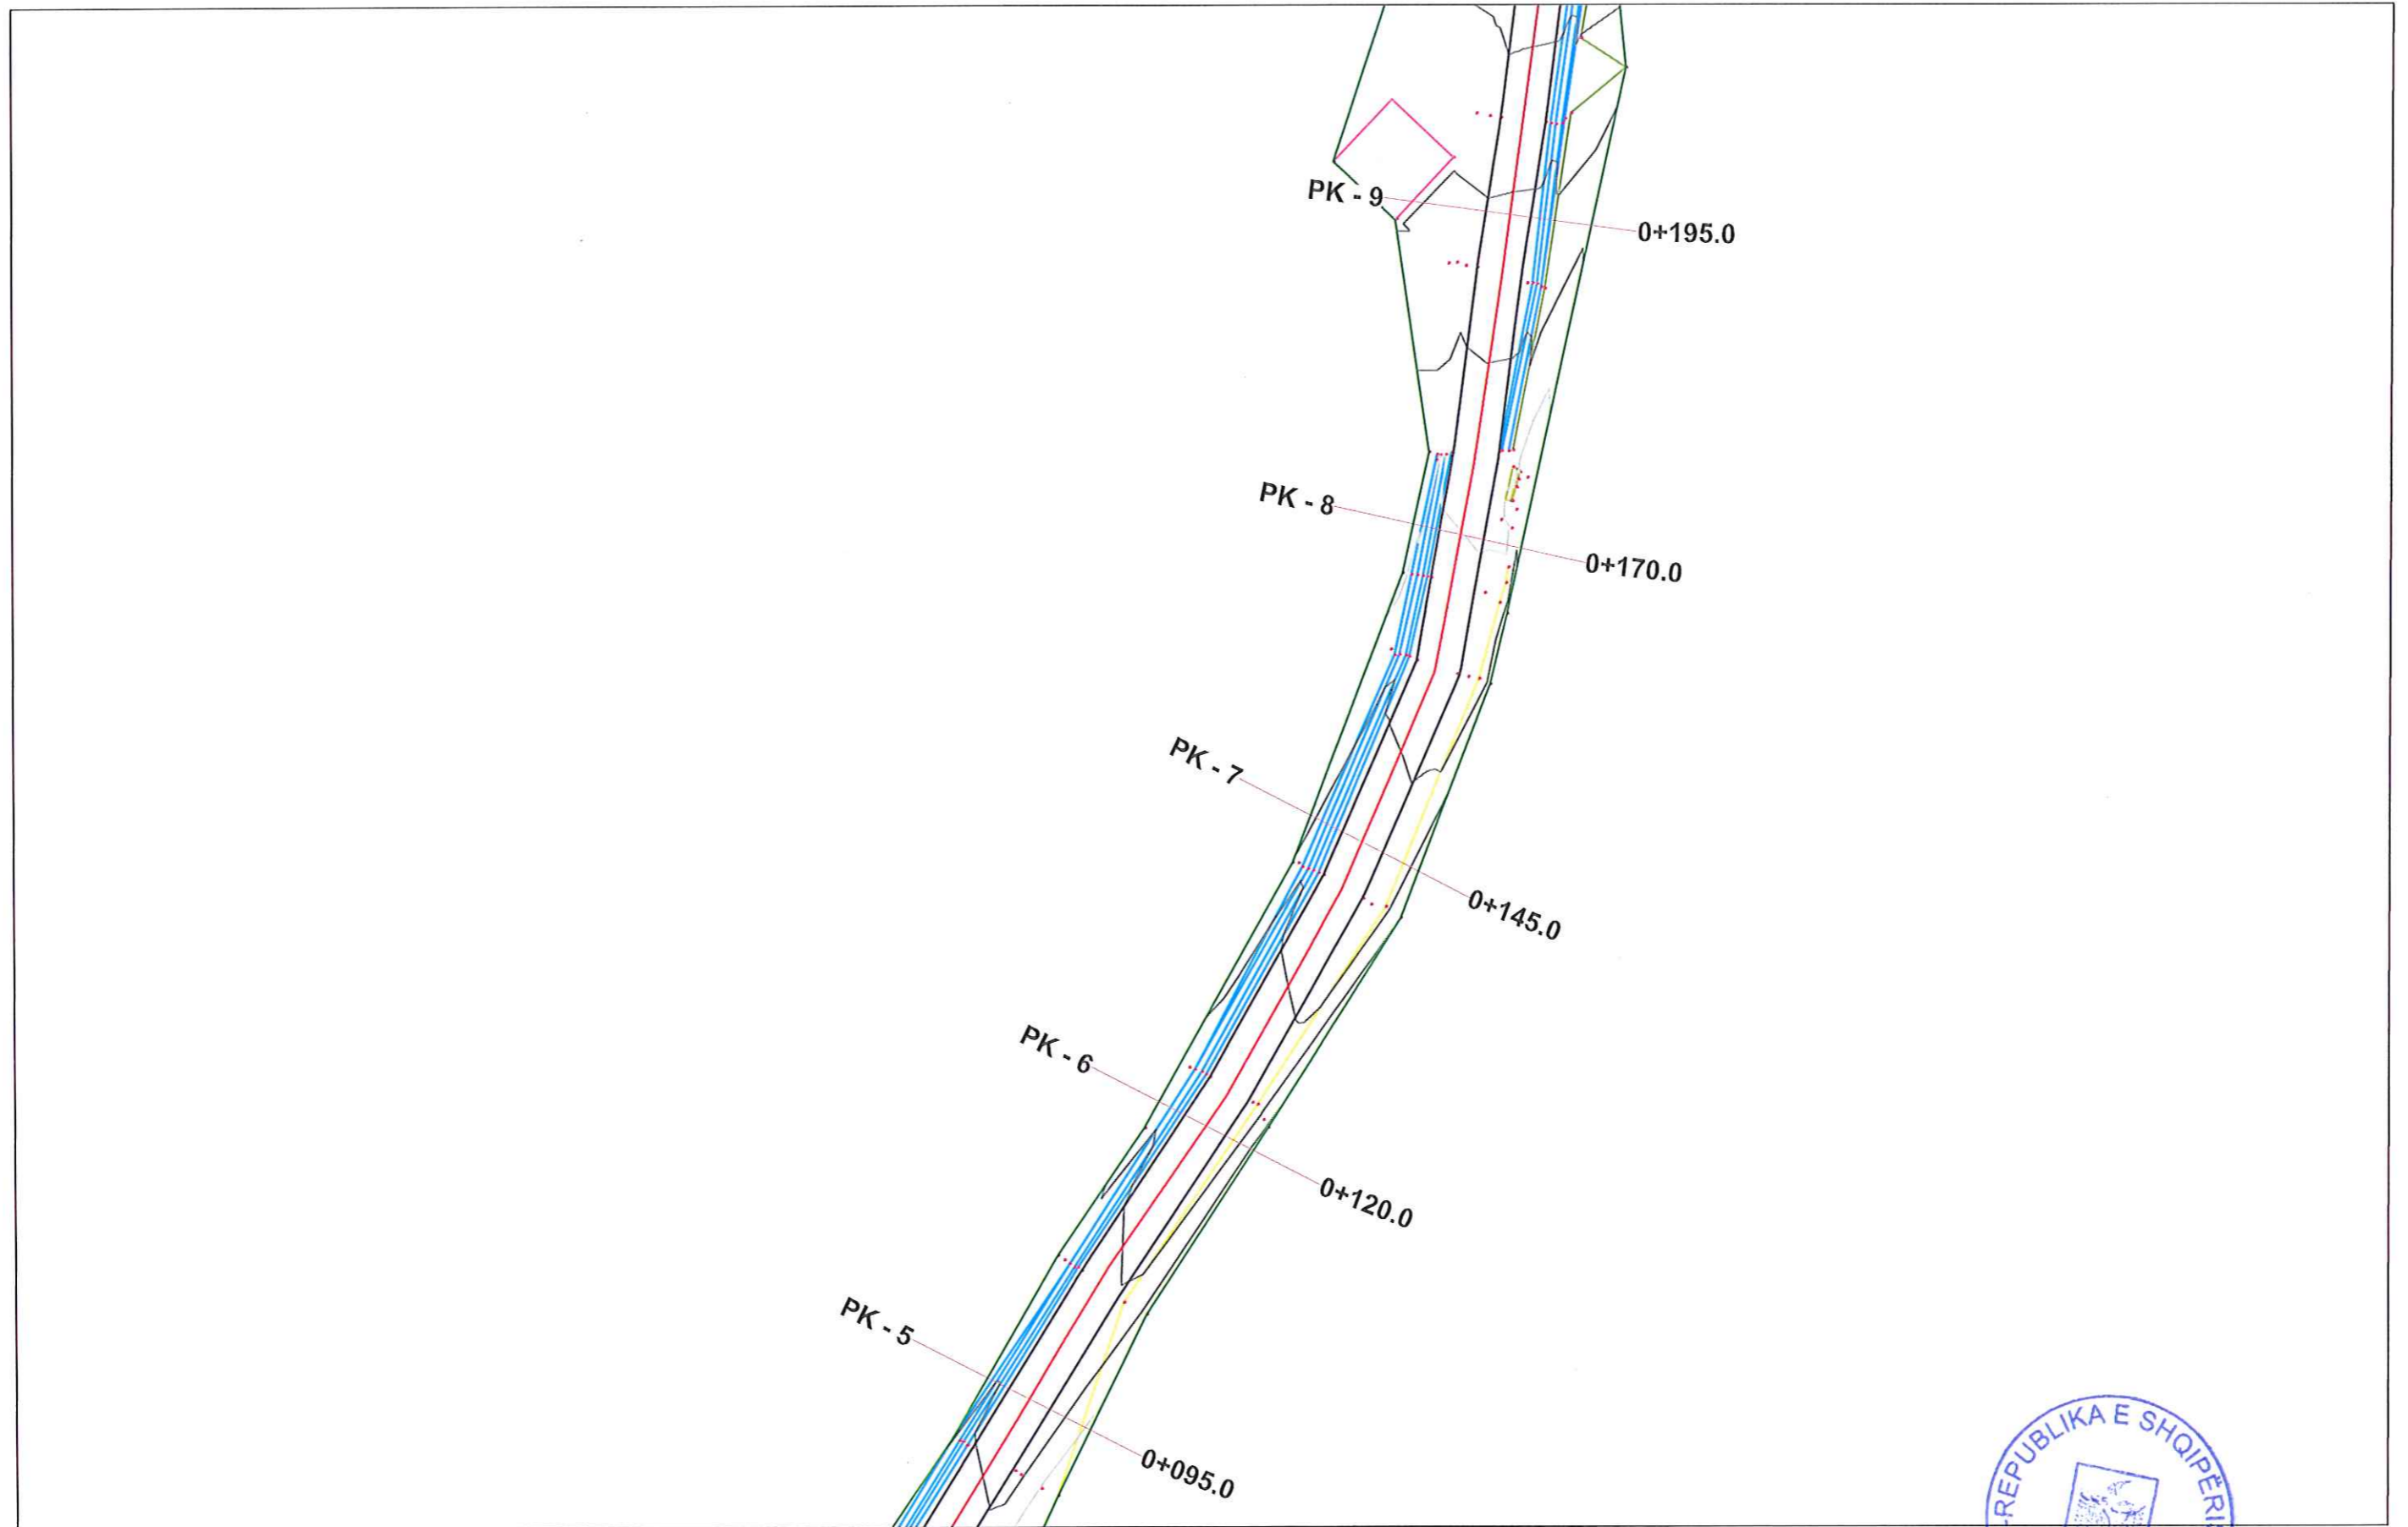 PK - 9
0+195.0
PK - 8
0+170.0
PK - 7
0+145.0
PK - 6
0+120.0
PK - 5
0+095.0
REPUBLIKA E SHQIPËRI